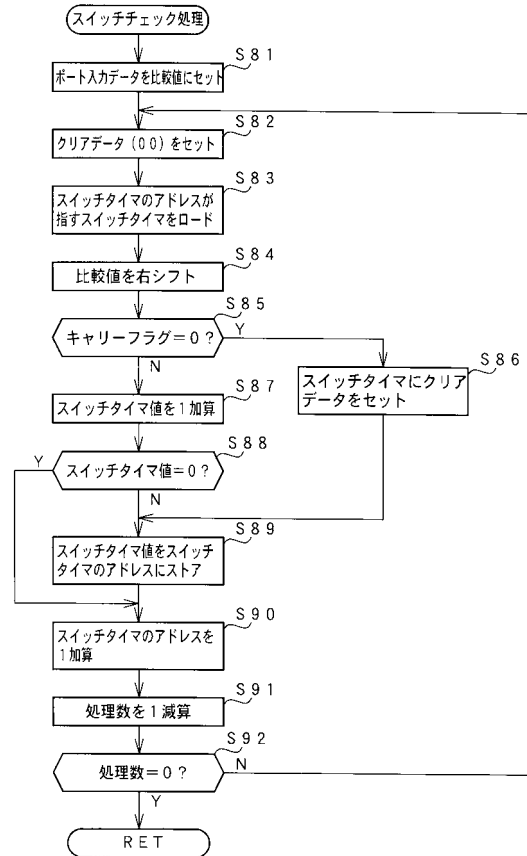 スイッチチェック処理
S81
ポート入力データを比較値にセット
S82
クリアデータ(00)をセット
S83
スイッチタイマのアドレスが
指すスイッチタイマをロード
S84
比較値を右シフト
S85
キャリーフラグ=0?
Y
N
S86
スイッチタイマにクリア
データをセット
S87
スイッチタイマ値を1加算
S88
Y
スイッチタイマ値=0?
N
S89
スイッチタイマ値をスイッチ
タイマのアドレスにストア
S90
スイッチタイマのアドレスを
1加算
S91
処理数を1減算
S92
処理数=0?
N
Y
RET